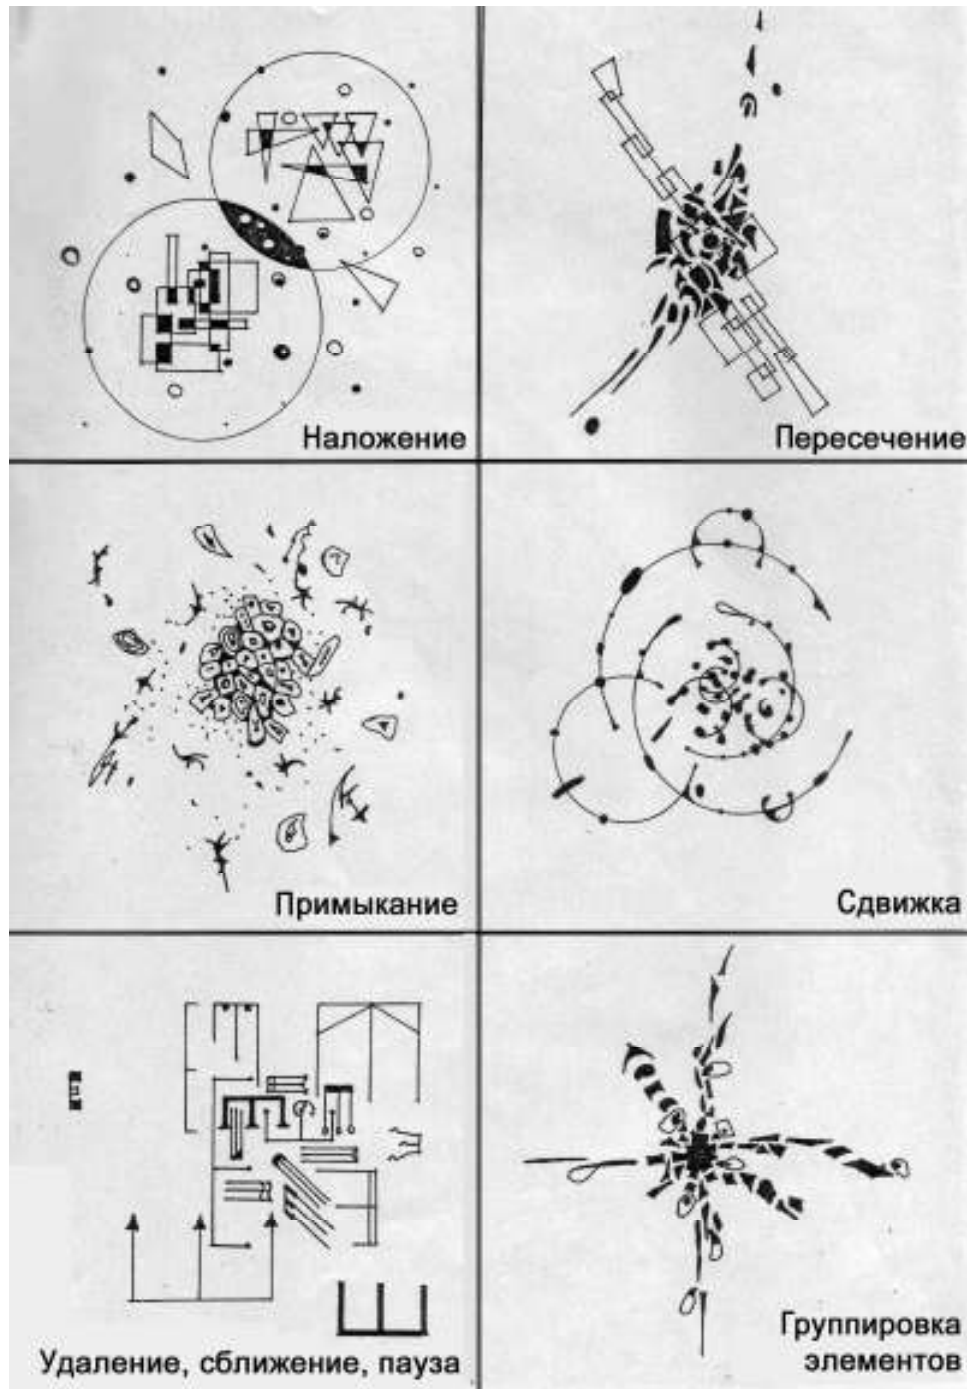 Наложение
Пересечение
Примыкание
Сдвижка
Удаление, сближение, пауза
Группировка
элементов